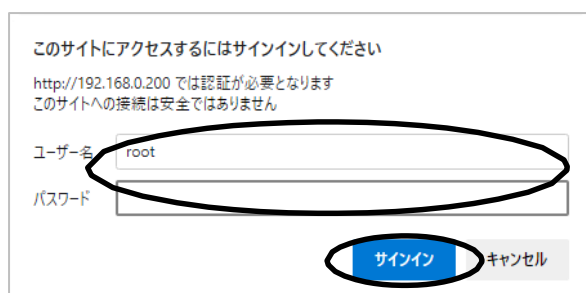 このサイトにアクセスするにはサインインしてください
http://192.168.0.200 では認証が必要となります
このサイトへの接続は安全ではありません
ユーザー名 root
パスワード
サインイン キャンセル